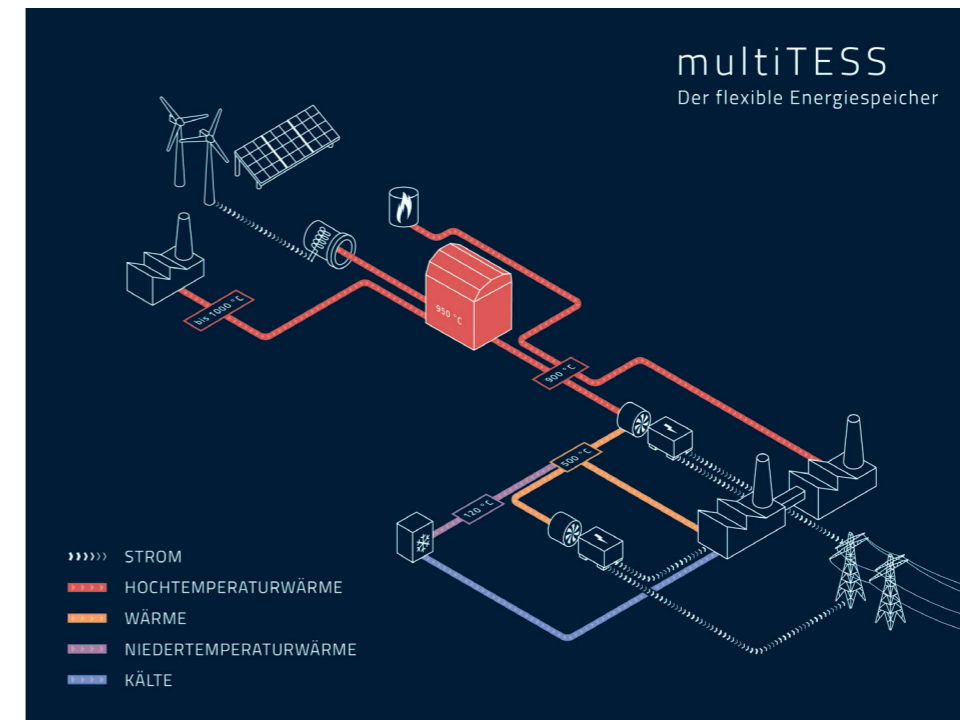 multiTESS
Der flexible Energiespeicher
bis 1000 °C
950 °C
900 °C
500 °C
120 °C
STROM
HOCHTEMPERATURWÄRME
WÄRME
NIEDERTEMPERATURWÄRME
KÄLTE